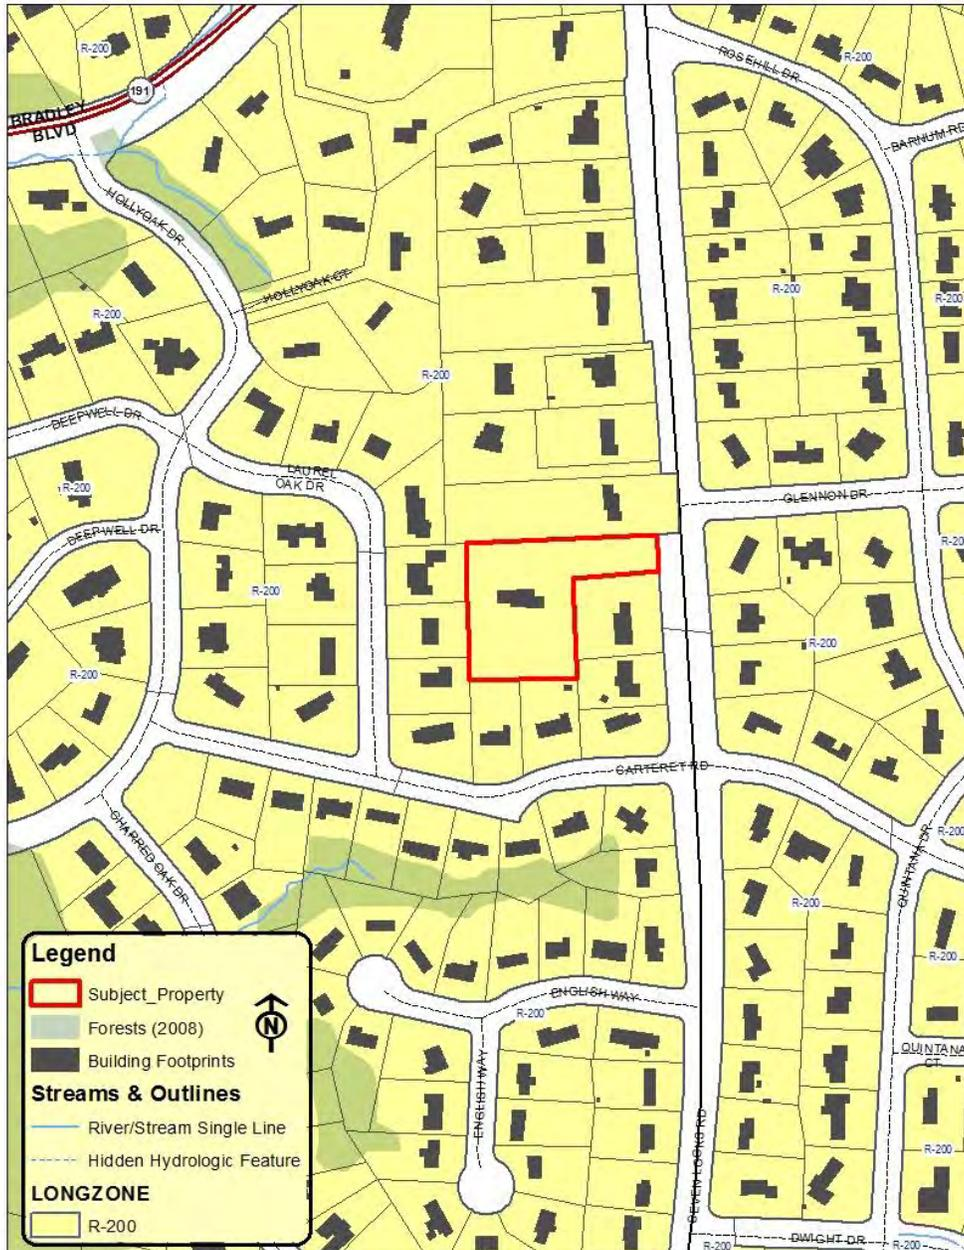 R-200
R-200
ROSEHILL DR
191
BRADLEY
BLVD
BARNUM RD
HOLLYOAK DR
HOLLYOAK CT
R-200
R-200
R-200
R-200
DEEPWELL DR
LAUREL
OAK DR
R-200
GLENNON DR
DEEPWELL DR
R-20
R-200
R-200
R-200
CARTERET RD
CHARRED OAK DR
QUINTANA DR
R-200
R-200
R-200
ENGLISH WAY
R-200
QUINTANA
CT
ENGLISH WAY
SEVEN LOCKS RD
R-200
DWIGHT DR
R-200
R-200
Legend
Subject_Property
N
Forests (2008)
Building Footprints
Streams & Outlines
River/Stream Single Line
Hidden Hydrologic Feature
LONGZONE
R-200